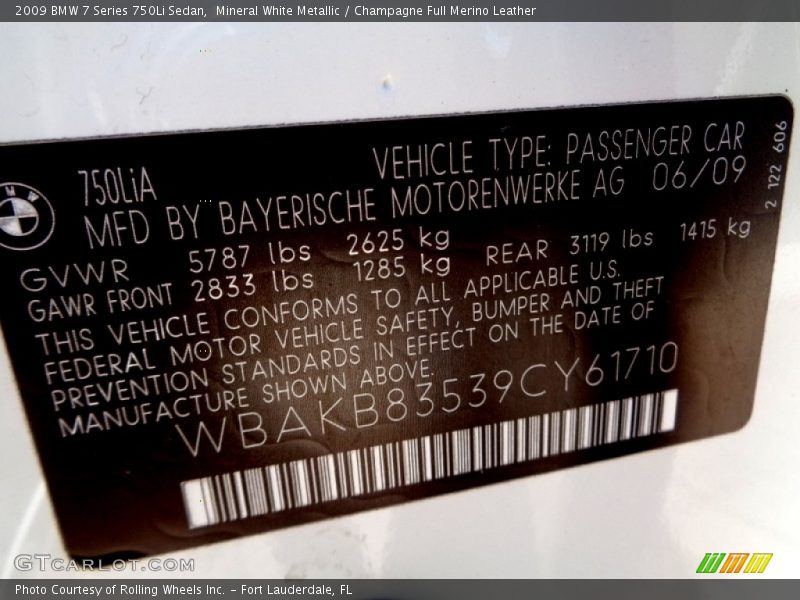 2009 BMW 7 Series 750Li Sedan,  Mineral White Metallic / Champagne Full Merino Leather
BMW
750LiA
VEHICLE TYPE: PASSENGER CAR
MFD BY BAYERISCHE MOTORENWERKE AG 06/09
2 122 606
GVWR 5787 lbs 2625 kg
GAWR FRONT 2833 lbs 1285 kg REAR 3119 lbs 1415 kg
THIS VEHICLE CONFORMS TO ALL APPLICABLE U.S.
FEDERAL MOTOR VEHICLE SAFETY, BUMPER AND THEFT
PREVENTION STANDARDS IN EFFECT ON THE DATE OF
MANUFACTURE SHOWN ABOVE.
WBAKB83539CY61710
GTcarlot.com
Photo Courtesy of Rolling Wheels Inc. – Fort Lauderdale, FL